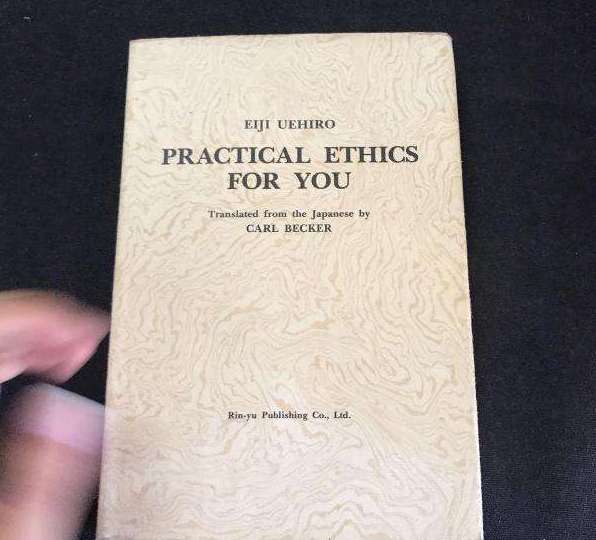 EIJI UEHIRO
PRACTICAL ETHICS
FOR YOU
Translated from the Japanese by
CARL BECKER
Rin-yu Publishing Co., Ltd.